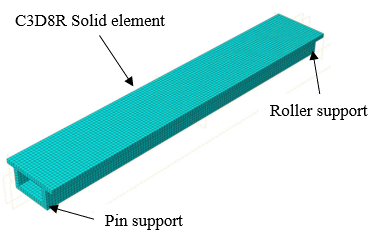 C3D8R Solid element
Roller support
Pin support